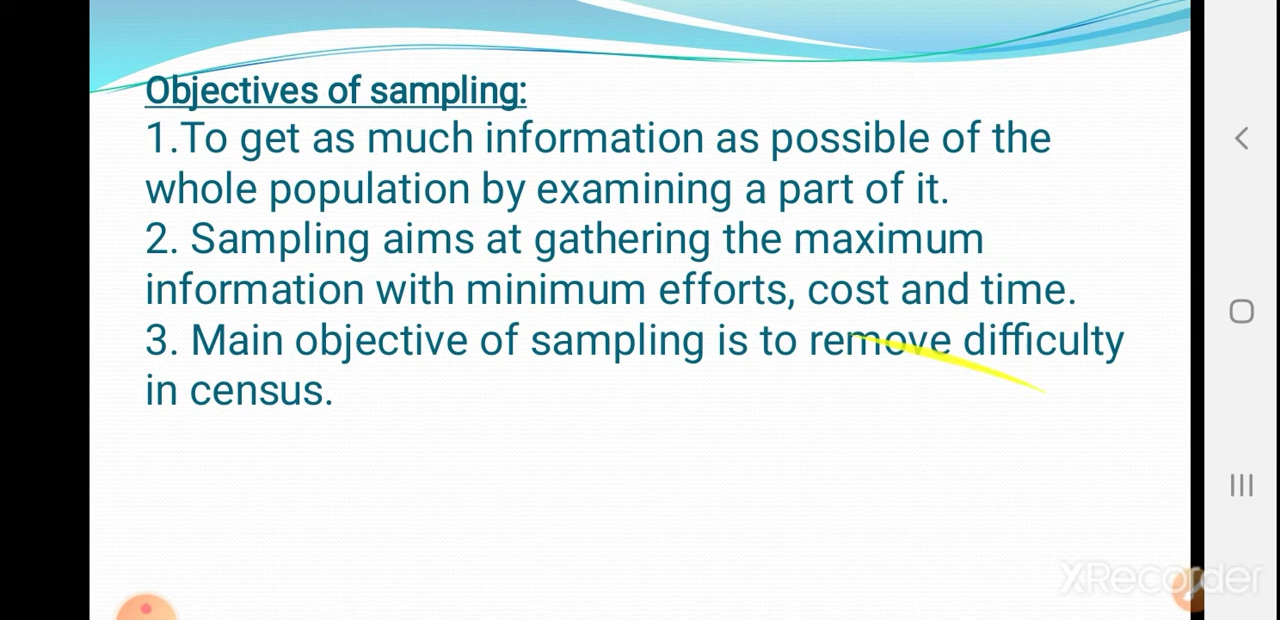 Objectives of sampling:
1.To get as much information as possible of the
whole population by examining a part of it.
2. Sampling aims at gathering the maximum
information with minimum efforts, cost and time.
3. Main objective of sampling is to remove difficulty
in census.
XRecorder